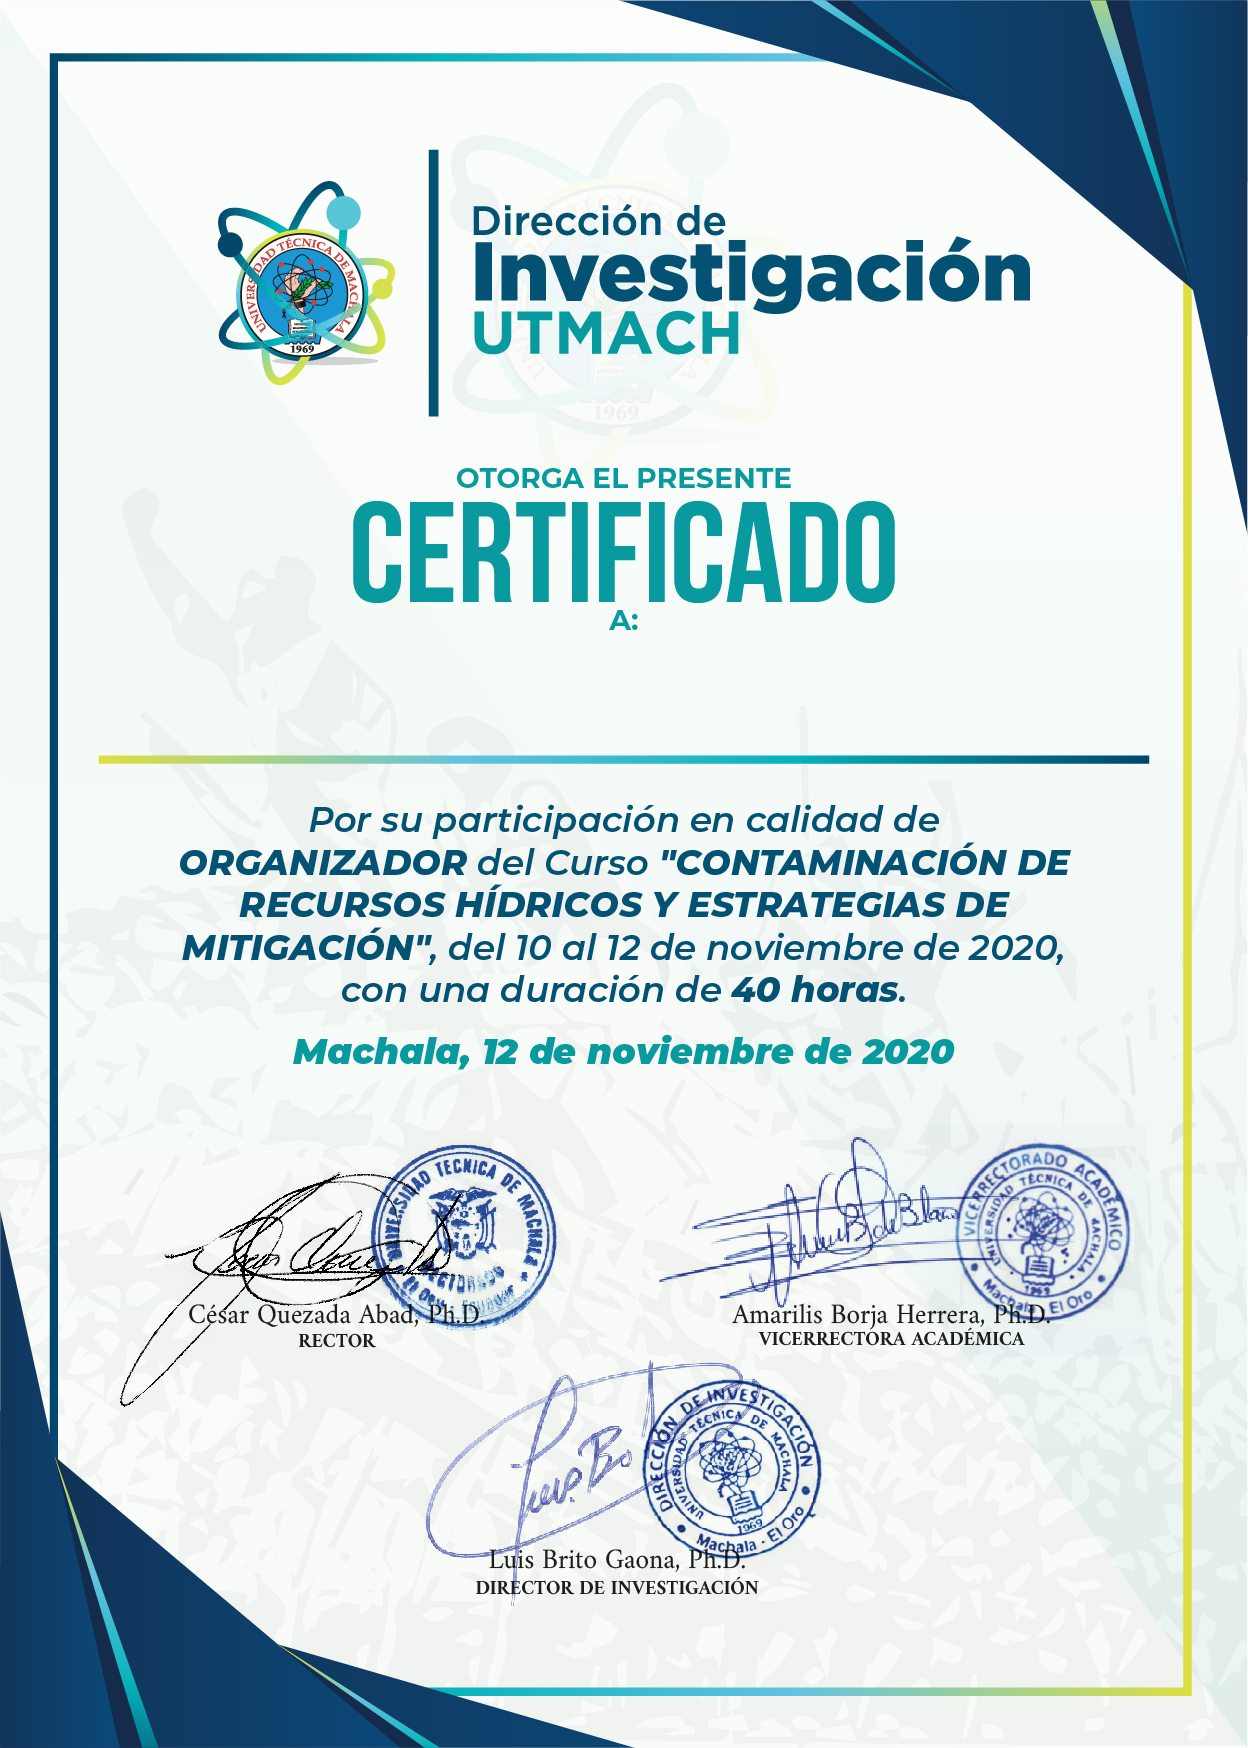 UNIVERSIDAD TÉCNICA DE MACHALA
1969
Dirección de
Investigación
UTMACH
1969
OTORGA EL PRESENTE
CERTIFICADO
A:
Por su participación en calidad de
ORGANIZADOR del Curso "CONTAMINACIÓN DE
RECURSOS HÍDRICOS Y ESTRATEGIAS DE
MITIGACIÓN", del 10 al 12 de noviembre de 2020,
con una duración de 40 horas.
Machala, 12 de noviembre de 2020
UNIVERSIDAD TECNICA DE MACHALA
RECTORADO
Ecuador
César Quezada Abad, Ph.D.
RECTOR
VICERRECTORADO ACADÉMICO
UNIVERSIDAD TÉCNICA DE MACHALA
1969
Machala - El Oro
Amarilis Borja Herrera, Ph.D.
VICERRECTORA ACADÉMICA
DIRECCIÓN DE INVESTIGACIÓN
UNIVERSIDAD TÉCNICA DE MACHALA
1969
Machala - El Oro
Luis Brito Gaona, Ph.D.
DIRECTOR DE INVESTIGACIÓN